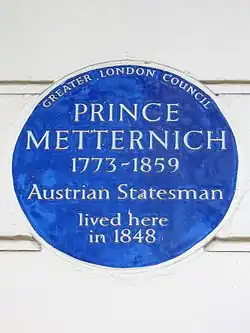 GREATER LONDON COUNCIL
PRINCE
METTERNICH
1773-1859
Austrian Statesman
lived here
in 1848